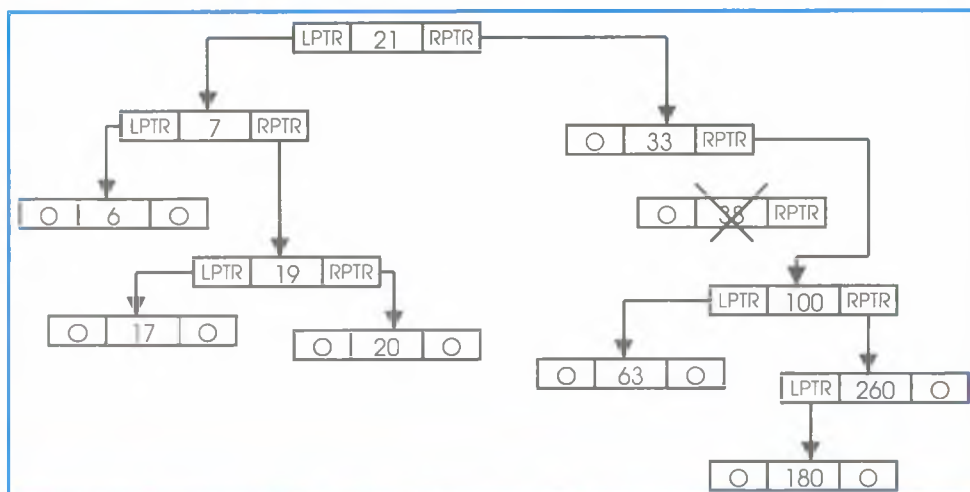 LPTR 21 RPTR
LPTR 7 RPTR
O 33 RPTR
O 6 O
O 38 RPTR
LPTR 19 RPTR
LPTR 100 RPTR
O 17 O
O 20 O
O 63 O
LPTR 260 O
O 180 O